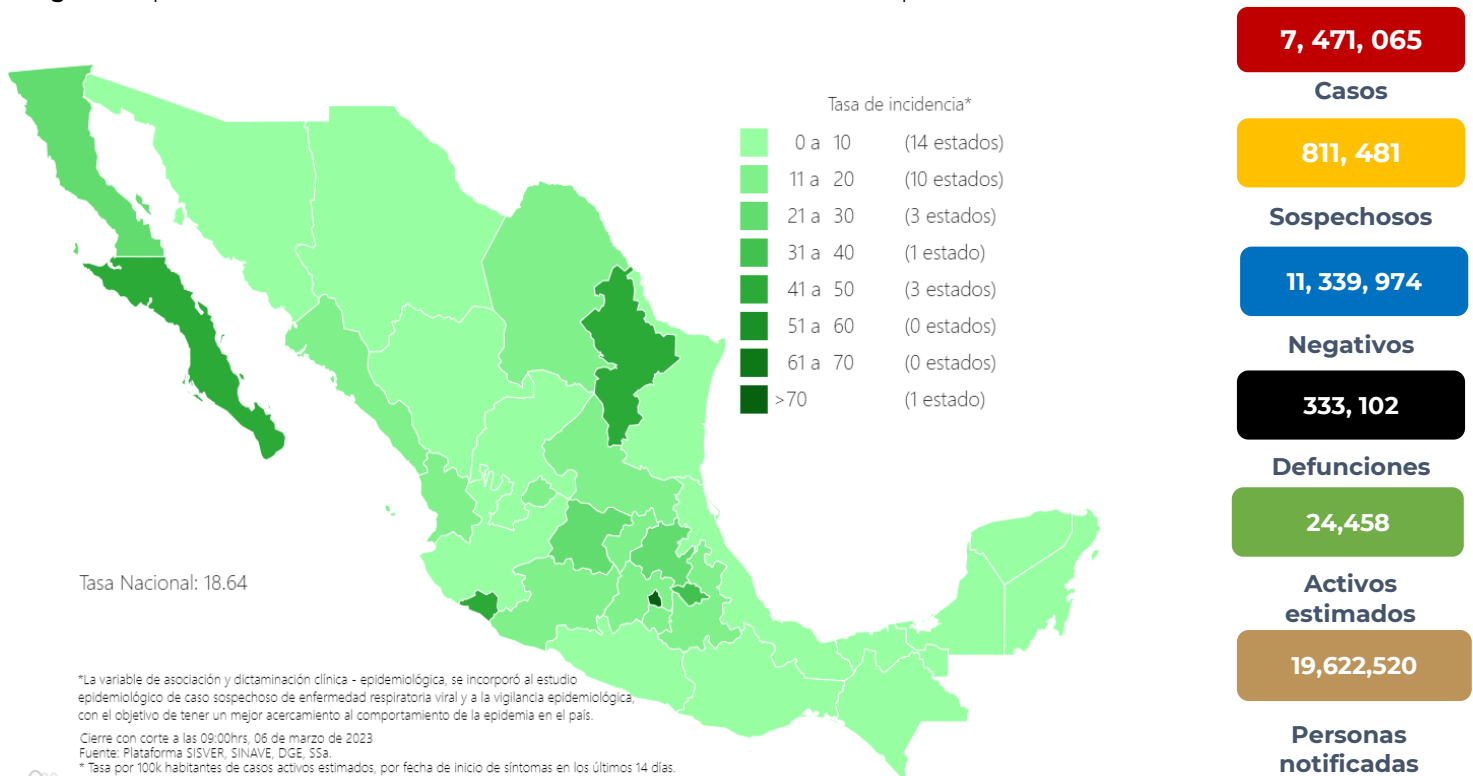 7, 471, 065
Casos
811, 481
Sospechosos
11, 339, 974
Negativos
333, 102
Defunciones
24,458
Activos
estimados
19,622,520
Personas
notificadas
Tasa de incidencia*
0 a 10 (14 estados)
11 a 20 (10 estados)
21 a 30 (3 estados)
31 a 40 (1 estado)
41 a 50 (3 estados)
51 a 60 (0 estados)
61 a 70 (0 estados)
>70 (1 estado)
Tasa Nacional: 18.64
*La variable de asociación y dictaminación clínica - epidemiológica, se incorporó al estudio
epidemiológico de caso sospechoso de enfermedad respiratoria viral y a la vigilancia epidemiológica,
con el objetivo de tener un mejor acercamiento al comportamiento de la epidemia en el país.
Cierre con corte a las 09:00hrs, 06 de marzo de 2023
Fuente: Plataforma SISVER, SINAVE, DGE, SSa.
* Tasa por 100k habitantes de casos activos estimados, por fecha de inicio de síntomas en los últimos 14 días.